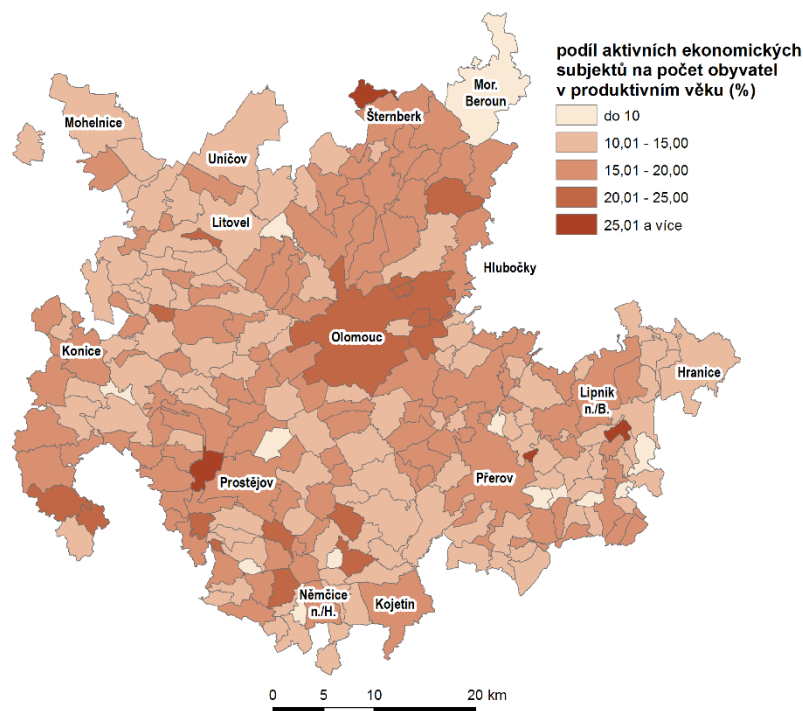 podíl aktivních ekonomických
subjektů na počet obyvatel
v produktivním věku (%)
do 10
10,01 - 15,00
15,01 - 20,00
20,01 - 25,00
25,01 a více
Mor.
Beroun
Šternberk
Mohelnice
Uničov
Litovel
Hlubočky
Olomouc
Konice
Hranice
Lipník
n./B.
Prostějov
Přerov
Němčice
n./H.
Kojetín
0 5 10 20 km